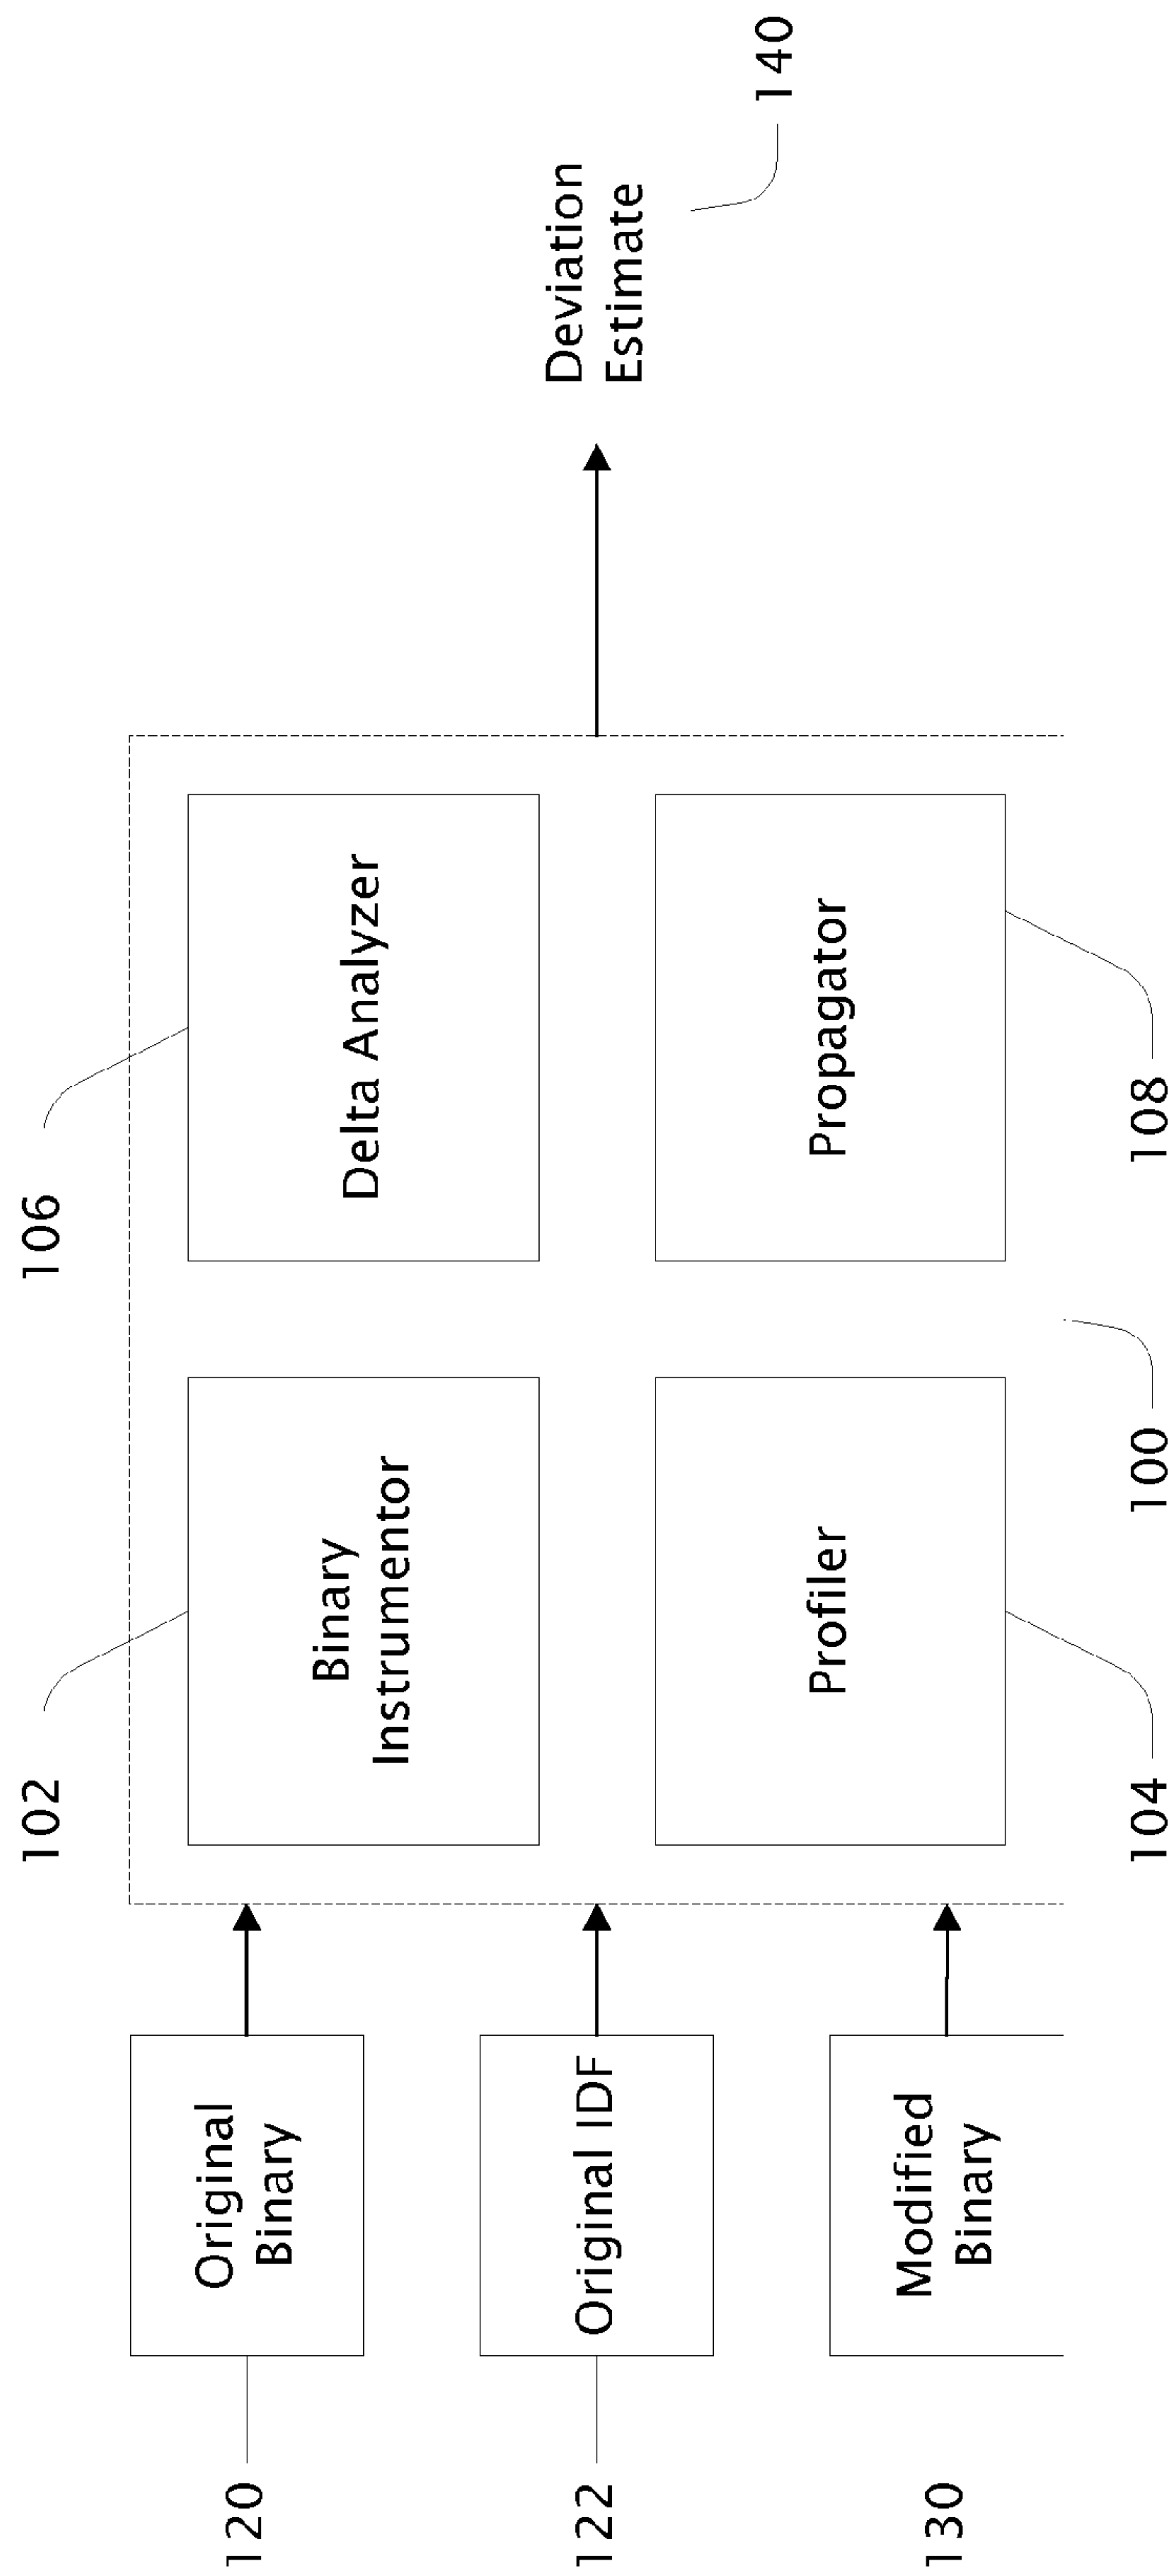 102
106
120
Original
Binary
Binary
Instrumentor
Delta Analyzer
122
Original IDF
Deviation
Estimate
130
Modified
Binary
Profiler
Propagator
140
104
100
108